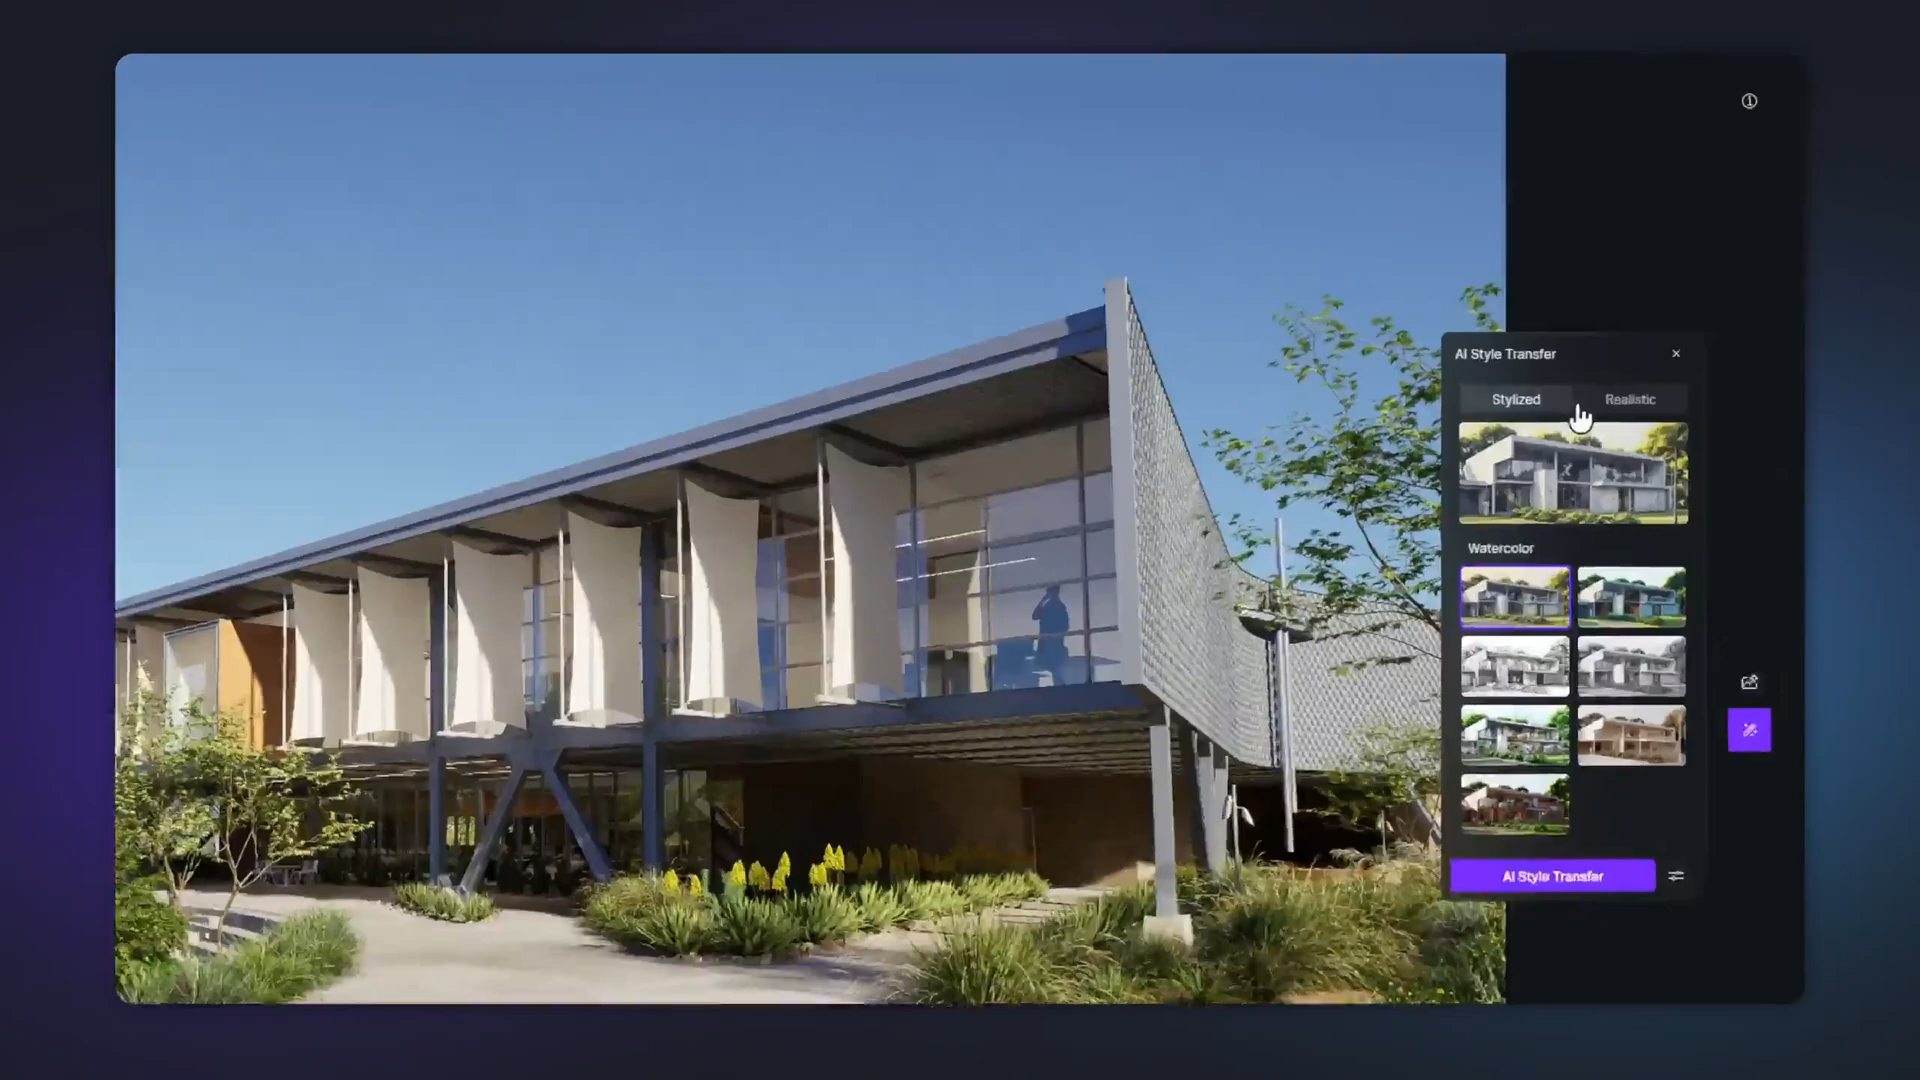 AI Style Transfer
Stylized
Realistic
Watercolor
AI Style Transfer